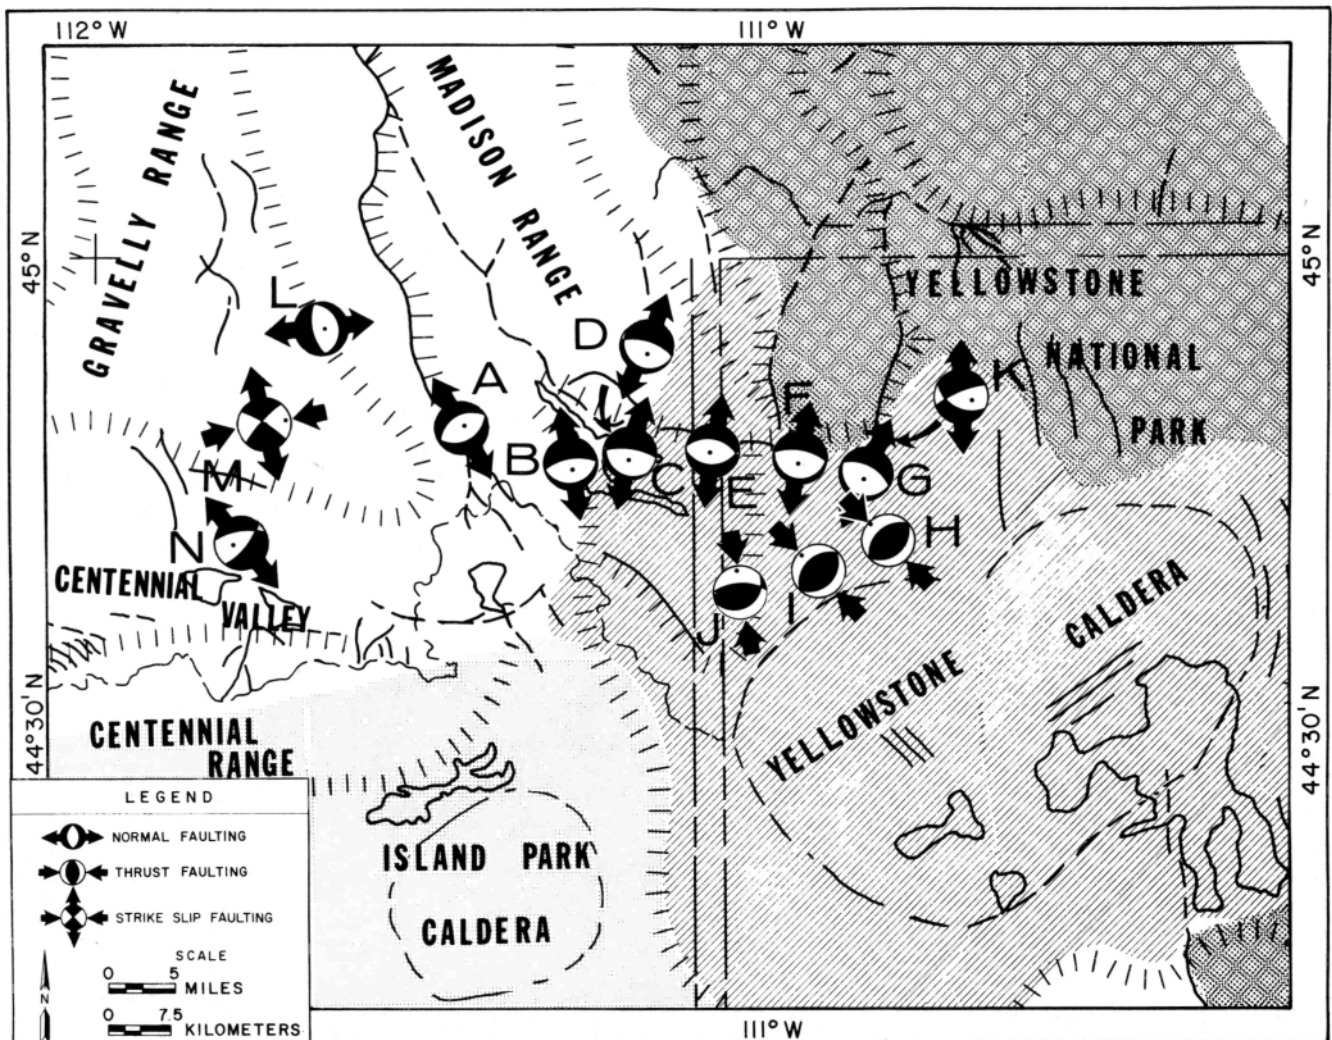 112° W
111° W
GRAVELLY RANGE
MADISON RANGE
45° N
45° N
YELLOWSTONE
NATIONAL
PARK
L
D
A
K
F
M
B
C
E
G
N
H
I
J
CENTENNIAL
VALLEY
YELLOWSTONE
CALDERA
44° 30' N
44° 30' N
CENTENNIAL
RANGE
ISLAND PARK
CALDERA
LEGEND
NORMAL FAULTING
THRUST FAULTING
STRIKE SLIP FAULTING
SCALE
0 5
MILES
0 7.5
KILOMETERS
N
111° W